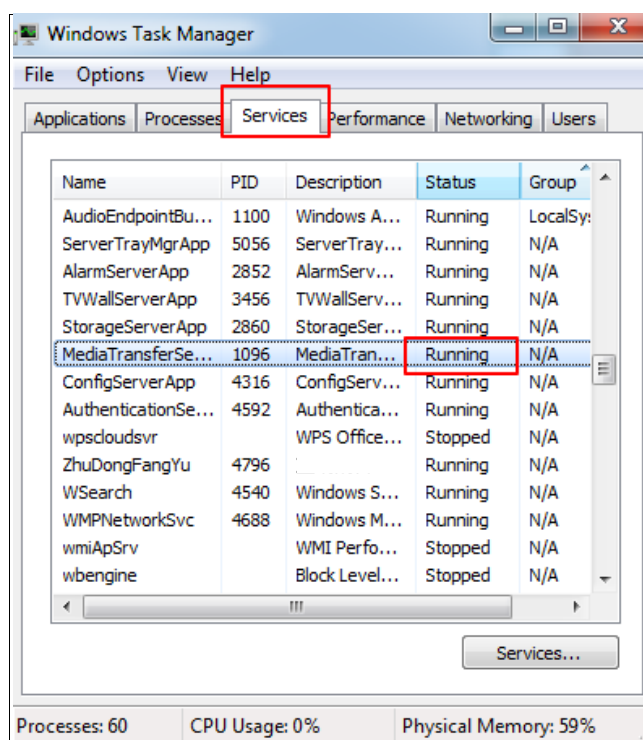 Windows Task Manager
File Options View Help
Applications Processes Services Performance Networking Users
Name PID Description Status Group
AudioEndpointBu... 1100 Windows A... Running LocalSy
ServerTrayMgrApp 5056 ServerTray... Running N/A
AlarmServerApp 2852 AlarmServ... Running N/A
TVWallServerApp 3456 TVWallServ... Running N/A
StorageServerApp 2860 StorageSer... Running N/A
MediaTransferSe... 1096 MediaTran... Running N/A
ConfigServerApp 4316 ConfigServ... Running N/A
AuthenticationSe... 4592 Authentica... Running N/A
wpscloudsvr WPS Office... Stopped N/A
ZhuDongFangYu 4796 Running N/A
WSearch 4540 Windows S... Running N/A
WMPNetworkSvc 4688 Windows M... Running N/A
wmiApSrv WMI Perfo... Stopped N/A
wbengine Block Level... Stopped N/A
Services...
Processes: 60 CPU Usage: 0% Physical Memory: 59%